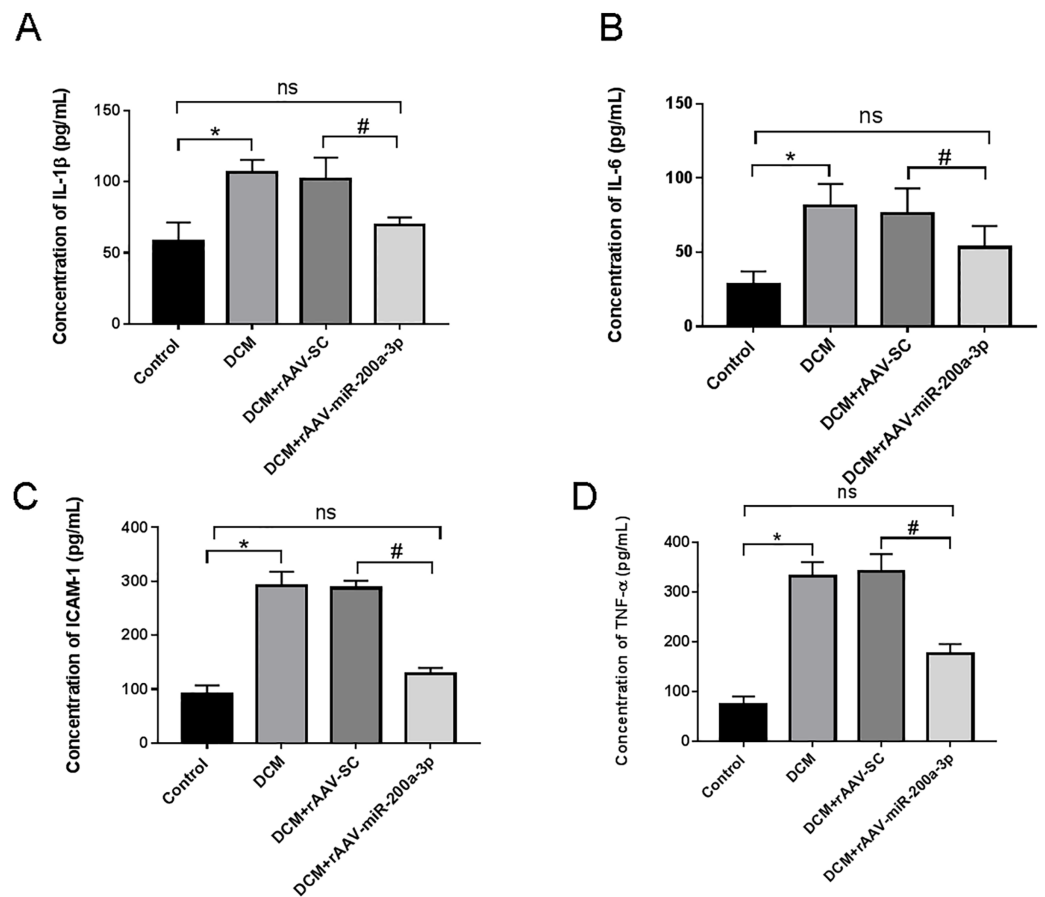 A
Concentration of IL-1β (pg/mL)
150
100
50
0
ns
*
#
Control
DCM
DCM+rAAV-SC
DCM+rAAV-miR-200a-3p
B
Concentration of IL-6 (pg/mL)
150
100
50
0
ns
*
#
Control
DCM
DCM+rAAV-SC
DCM+rAAV-miR-200a-3p
C
Concentration of ICAM-1 (pg/mL)
400
300
200
100
0
ns
*
#
Control
DCM
DCM+rAAV-SC
DCM+rAAV-miR-200a-3p
D
Concentration of TNF-α (pg/mL)
400
300
200
100
0
ns
*
#
Control
DCM
DCM+rAAV-SC
DCM+rAAV-miR-200a-3p